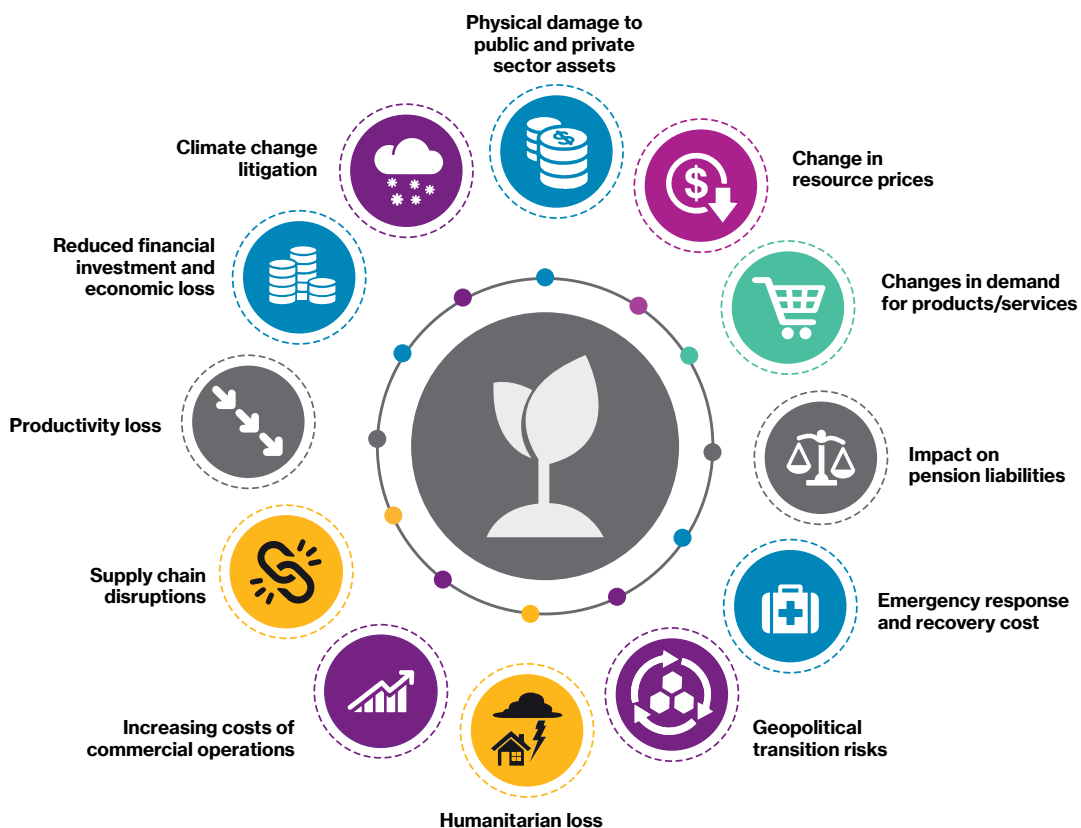 Physical damage to
public and private
sector assets
Change in
resource prices
Changes in demand
for products/services
Impact on
pension liabilities
Emergency response
and recovery cost
Geopolitical
transition risks
Humanitarian loss
Increasing costs of
commercial operations
Supply chain
disruptions
Productivity loss
Reduced financial
investment and
economic loss
Climate change
litigation
$
$